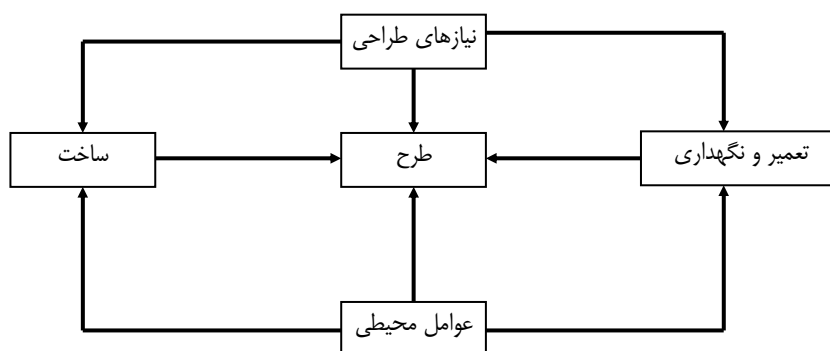 نیازهای طراحی
تعمیر و نگهداری
طرح
ساخت
عوامل محیطی